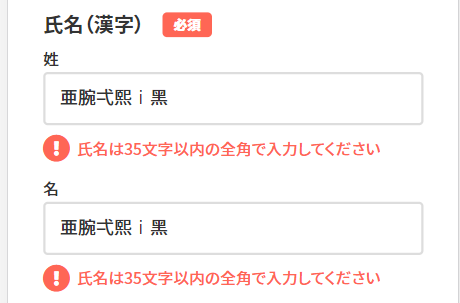 氏名（漢字） 必須
姓
亜腕弌熙ⅰ黑
氏名は35文字以内の全角で入力してください
名
亜腕弌熙ⅰ黑
氏名は35文字以内の全角で入力してください